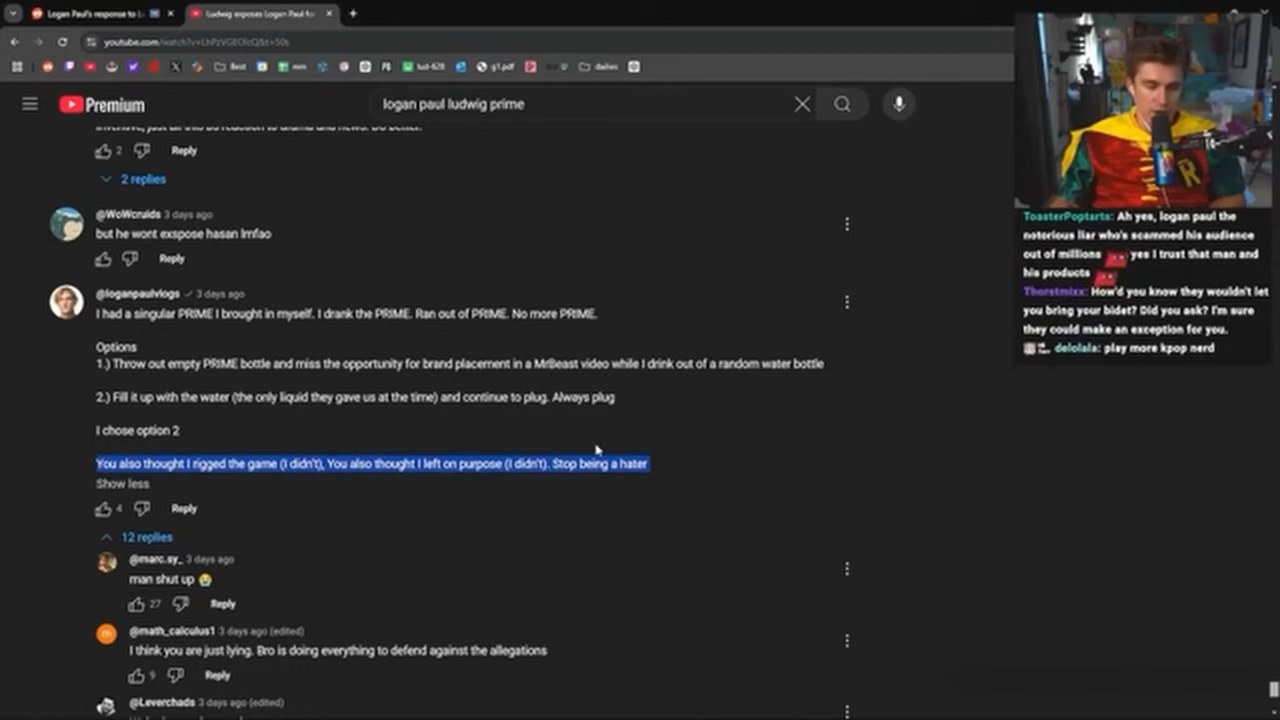 Logan Paul's response to L
Ludwig exposes Logan Paul fo
youtube.com/watch?v=
Best
mm
lud-628
g1.pdf
dailies
Premium
logan paul ludwig prime
2
Reply
2 replies
@WoWcruids 3 days ago
but he wont exspose hasan lmfao
Reply
@loganpaulvlogs 3 days ago
I had a singular PRIME I brought in myself. I drank the PRIME. Ran out of PRIME. No more PRIME.
Options
1.) Throw out empty PRIME bottle and miss the opportunity for brand placement in a MrBeast video while I drink out of a random water bottle
2.) Fill it up with the water (the only liquid they gave us at the time) and continue to plug. Always plug
I chose option 2
You also thought I rigged the game (I didn't), You also thought I left on purpose (I didn't). Stop being a hater
Show less
4
Reply
12 replies
@marc.sy_ 3 days ago
man shut up 😭
27
Reply
@math_calculus1 3 days ago (edited)
I think you are just lying. Bro is doing everything to defend against the allegations
9
Reply
@Leverchads 3 days ago (edited)
R
ToasterPoptarts: Ah yes, logan paul the
notorious liar who's scammed his audience
out of millions yes I trust that man and
his products
Thorstmixx: How'd you know they wouldn't let
you bring your bidet? Did you ask? I'm sure
they could make an exception for you.
delolala: play more kpop nerd